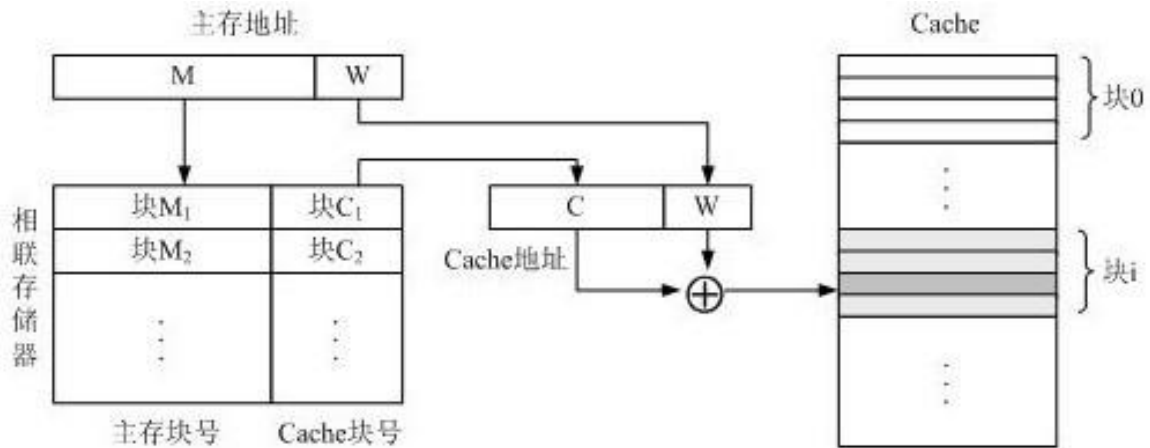 主存地址
Cache
M W
块0
相联存储器
块M₁ 块C₁
C W
块M₂ 块C₂
Cache地址
块i
主存块号 Cache块号